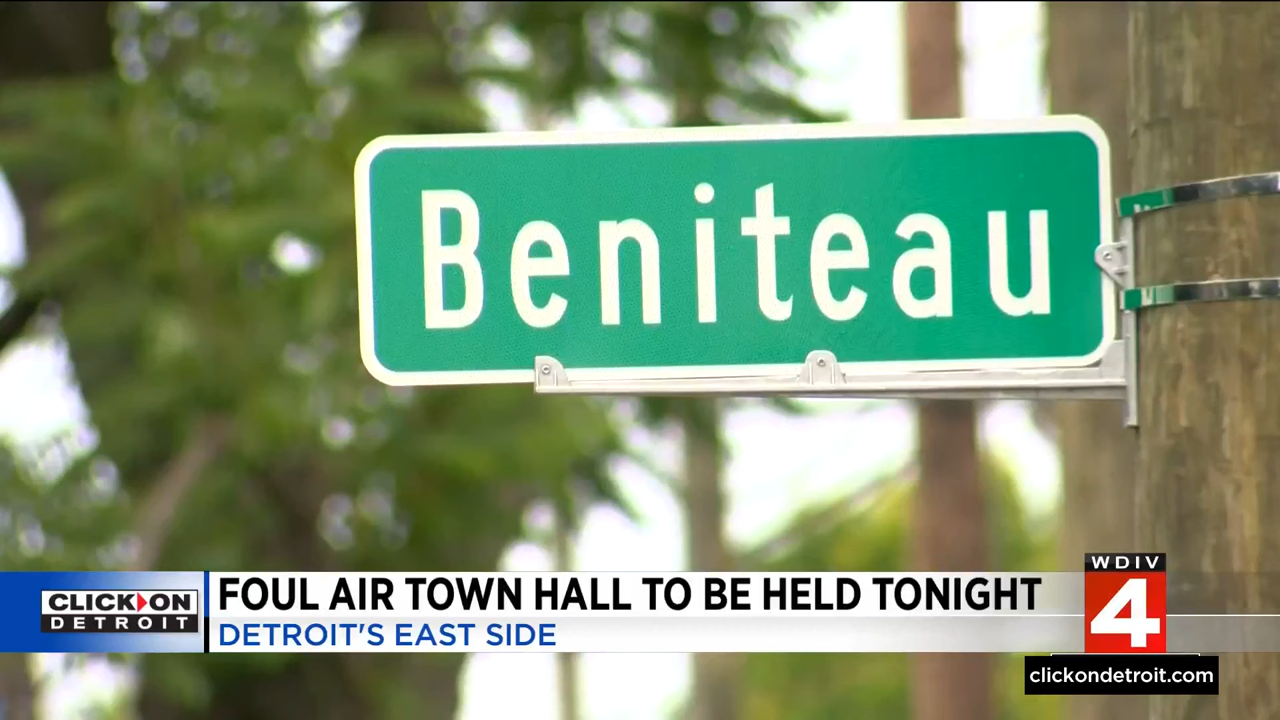 Beniteau
WDIV
4
CLICK ON
DETROIT
FOUL AIR TOWN HALL TO BE HELD TONIGHT
DETROIT'S EAST SIDE
clickondetroit.com